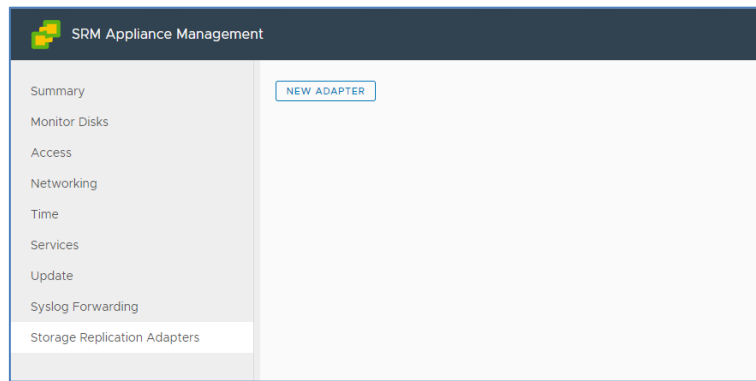 SRM Appliance Management
Summary
Monitor Disks
Access
Networking
Time
Services
Update
Syslog Forwarding
Storage Replication Adapters
NEW ADAPTER